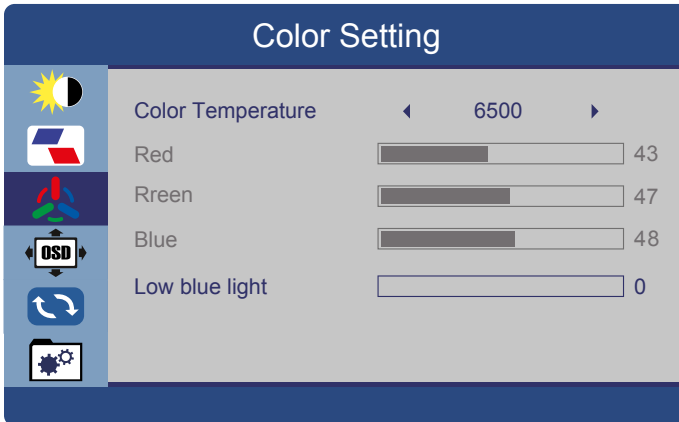 Color Setting
Color Temperature 6500
Red 43
Rreen 47
Blue 48
OSD
Low blue light 0